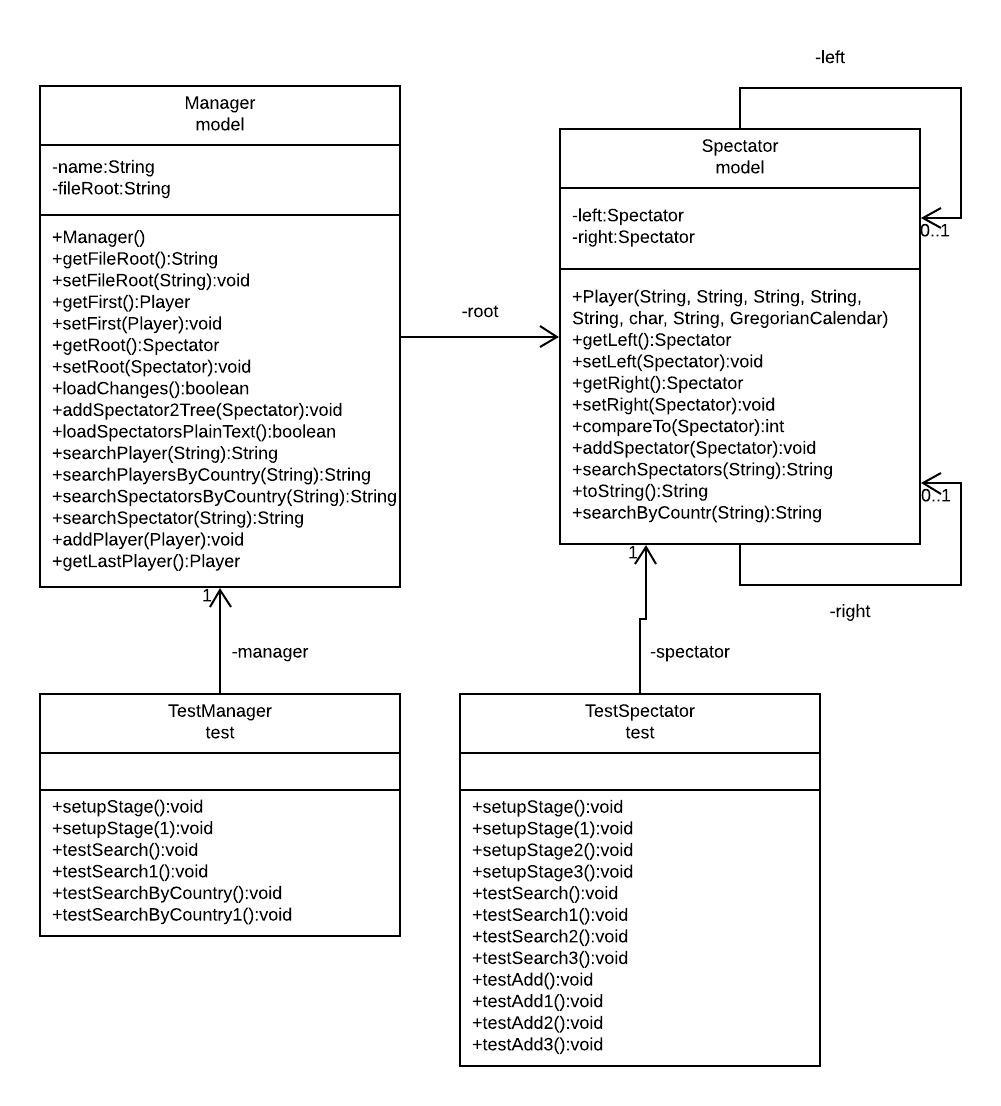 -left
Manager
model
-name:String
-fileRoot:String
+Manager()
+getFileRoot():String
+setFileRoot(String):void
+getFirst():Player
+setFirst(Player):void
+getRoot():Spectator
+setRoot(Spectator):void
+loadChanges():boolean
+addSpectator2Tree(Spectator):void
+loadSpectatorsPlainText():boolean
+searchPlayer(String):String
+searchPlayersByCountry(String):String
+searchSpectatorsByCountry(String):String
+searchSpectator(String):String
+addPlayer(Player):void
+getLastPlayer():Player
-root
Spectator
model
-left:Spectator
-right:Spectator
+Player(String, String, String, String,
String, char, String, GregorianCalendar)
+getLeft():Spectator
+setLeft(Spectator):void
+getRight():Spectator
+setRight(Spectator):void
+compareTo(Spectator):int
+addSpectator(Spectator):void
+searchSpectators(String):String
+toString():String
+searchByCountr(String):String
0..1
0..1
-right
1
-manager
1
-spectator
TestManager
test
+setupStage():void
+setupStage(1):void
+testSearch():void
+testSearch1():void
+testSearchByCountry():void
+testSearchByCountry1():void
TestSpectator
test
+setupStage():void
+setupStage(1):void
+setupStage2():void
+setupStage3():void
+testSearch():void
+testSearch1():void
+testSearch2():void
+testSearch3():void
+testAdd():void
+testAdd1():void
+testAdd2():void
+testAdd3():void